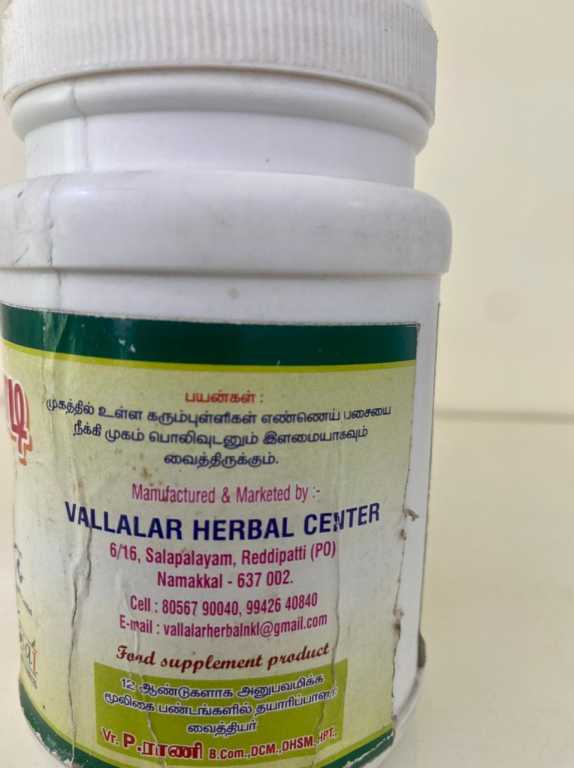 டி
பயன்கள் :
முகத்தில் உள்ள கரும்புள்ளிகள் எண்ணெய் பசையை
நீக்கி முகம் பொலிவுடனும் இளமையாகவும்
வைத்திருக்கும்.
Manufactured & Marketed by :-
VALLALAR HERBAL CENTER
6/16, Salapalayam, Reddipatti (PO)
Namakkal - 637 002.
Cell : 80567 90040, 99426 40840
E-mail : vallalarherbalnkl@gmail.com
Food supplement product
12 ஆண்டுகளாக அனுபவமிக்க
மூலிகை பண்டங்களில் தயாரிப்பாளர்
வைத்தியர்
Vr. P.ராணி B.Com.,DCM.,DHSM.,HPT.,